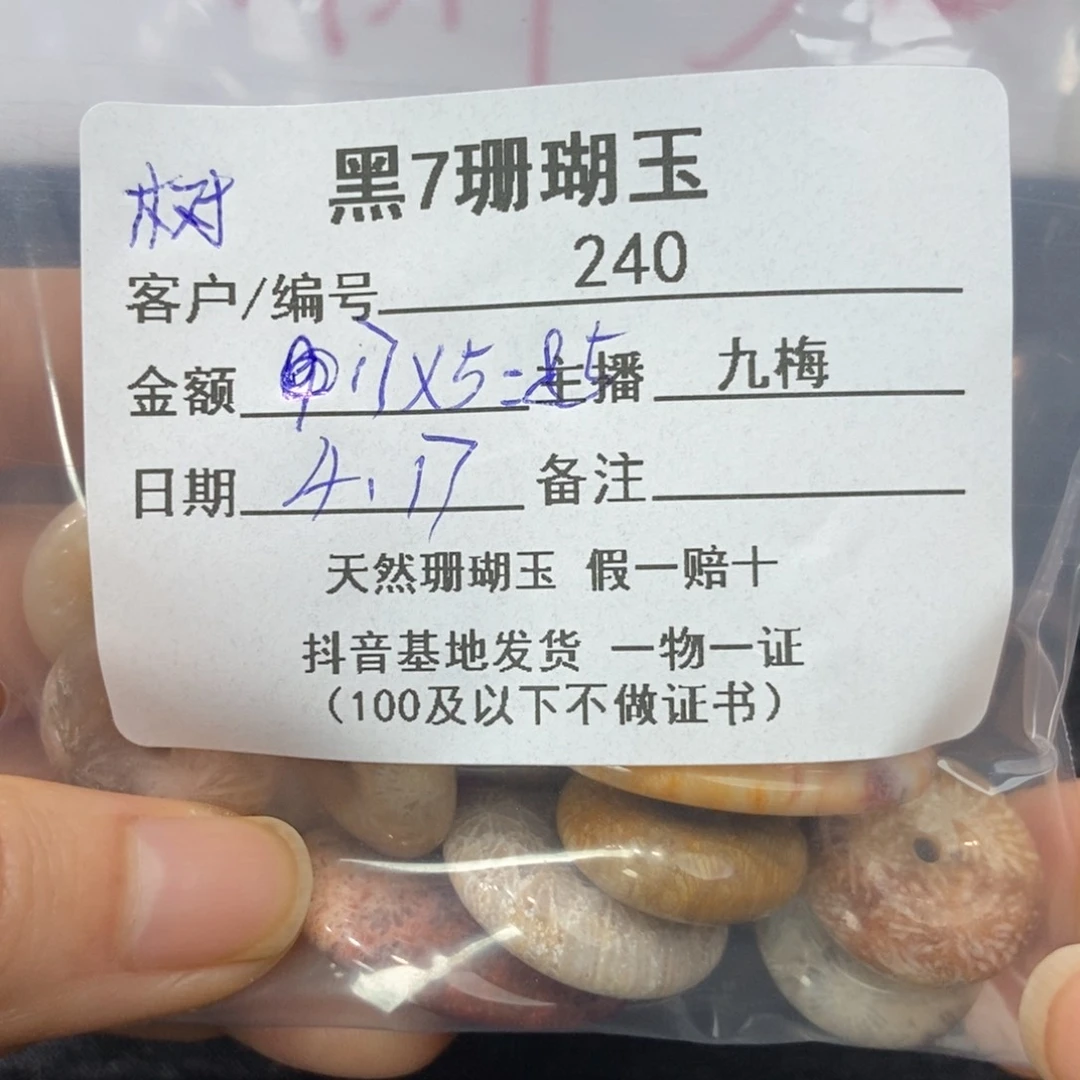 黑7珊瑚玉
树
客户/编号 240
金额 17X5=85 主播 九梅
日期 4.17 备注
天然珊瑚玉 假一赔十
抖音基地发货 一物一证
（100及以下不做证书）